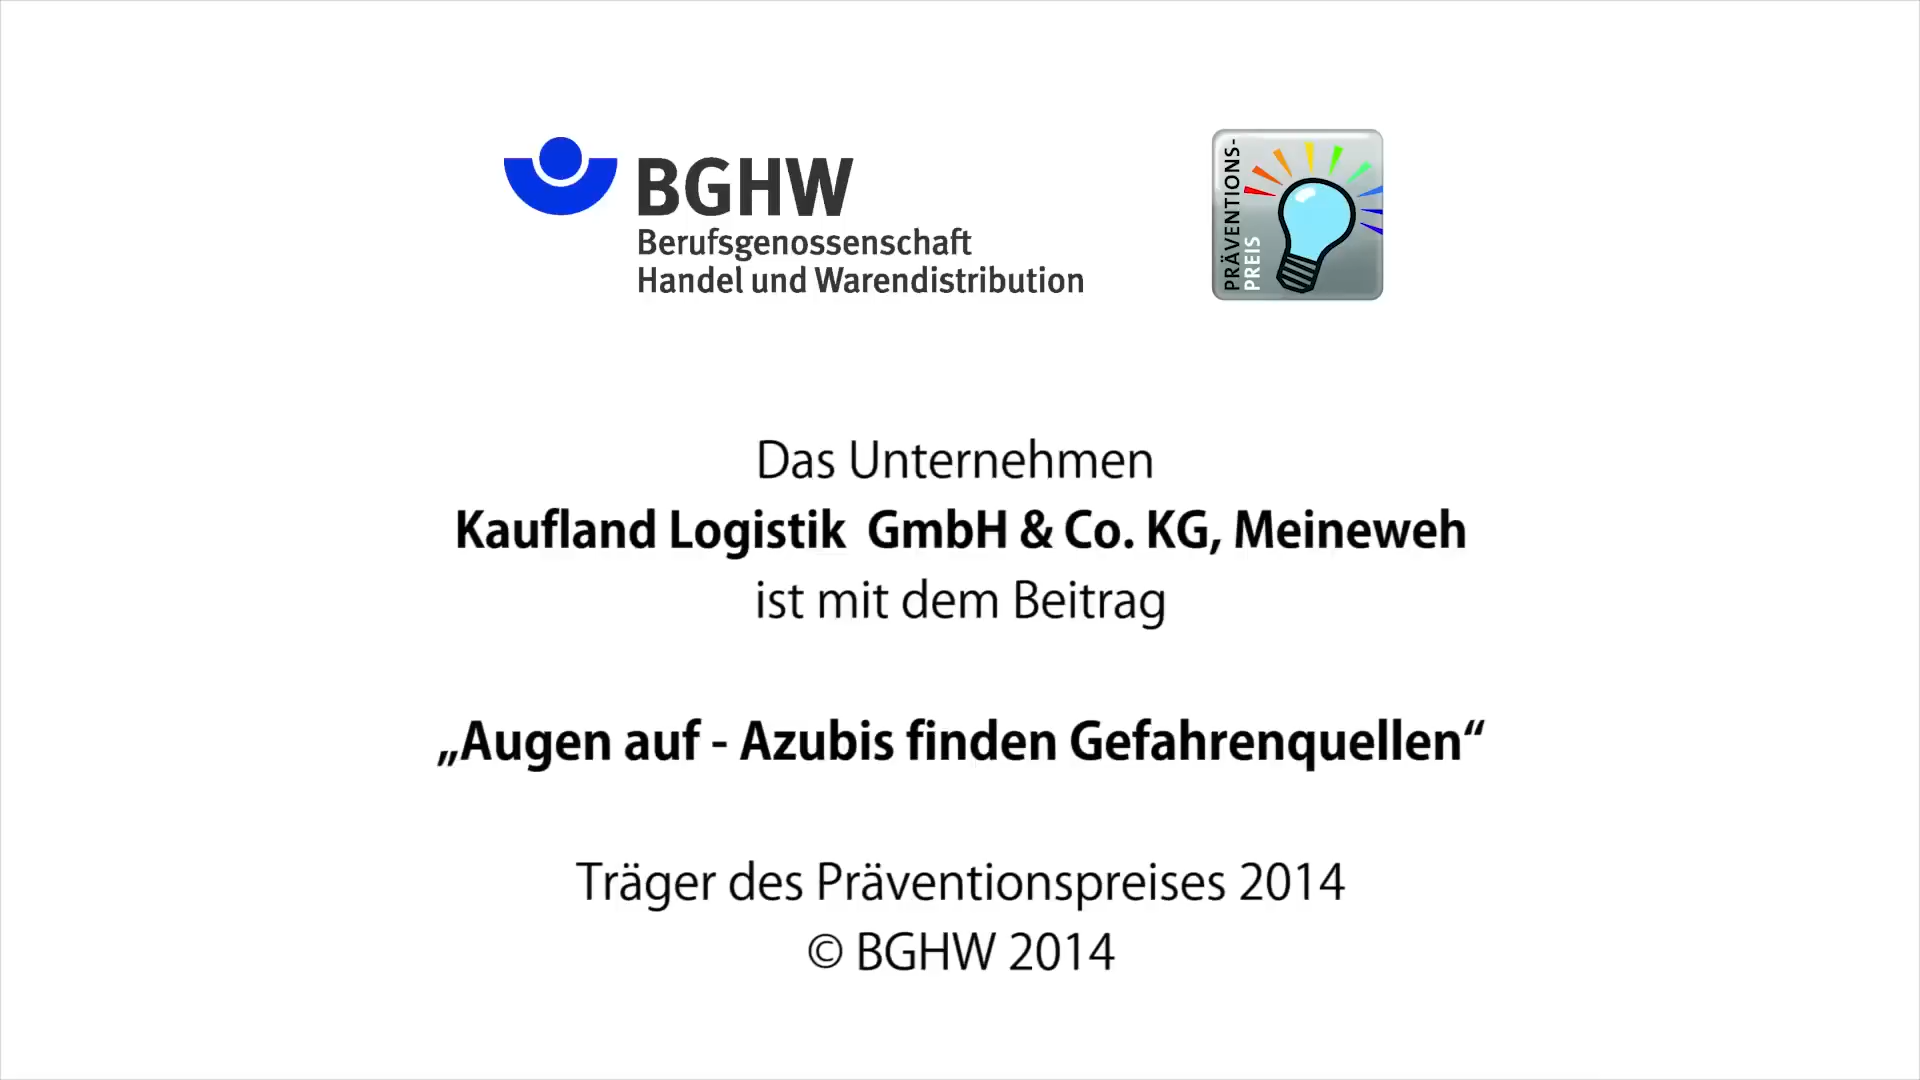 BGHW
Berufsgenossenschaft
Handel und Warendistribution
PRÄVENTIONS-
PREIS
Das Unternehmen
Kaufland Logistik  GmbH & Co. KG, Meineweh
ist mit dem Beitrag
„Augen auf - Azubis finden Gefahrenquellen“
Träger des Präventionspreises 2014
© BGHW 2014